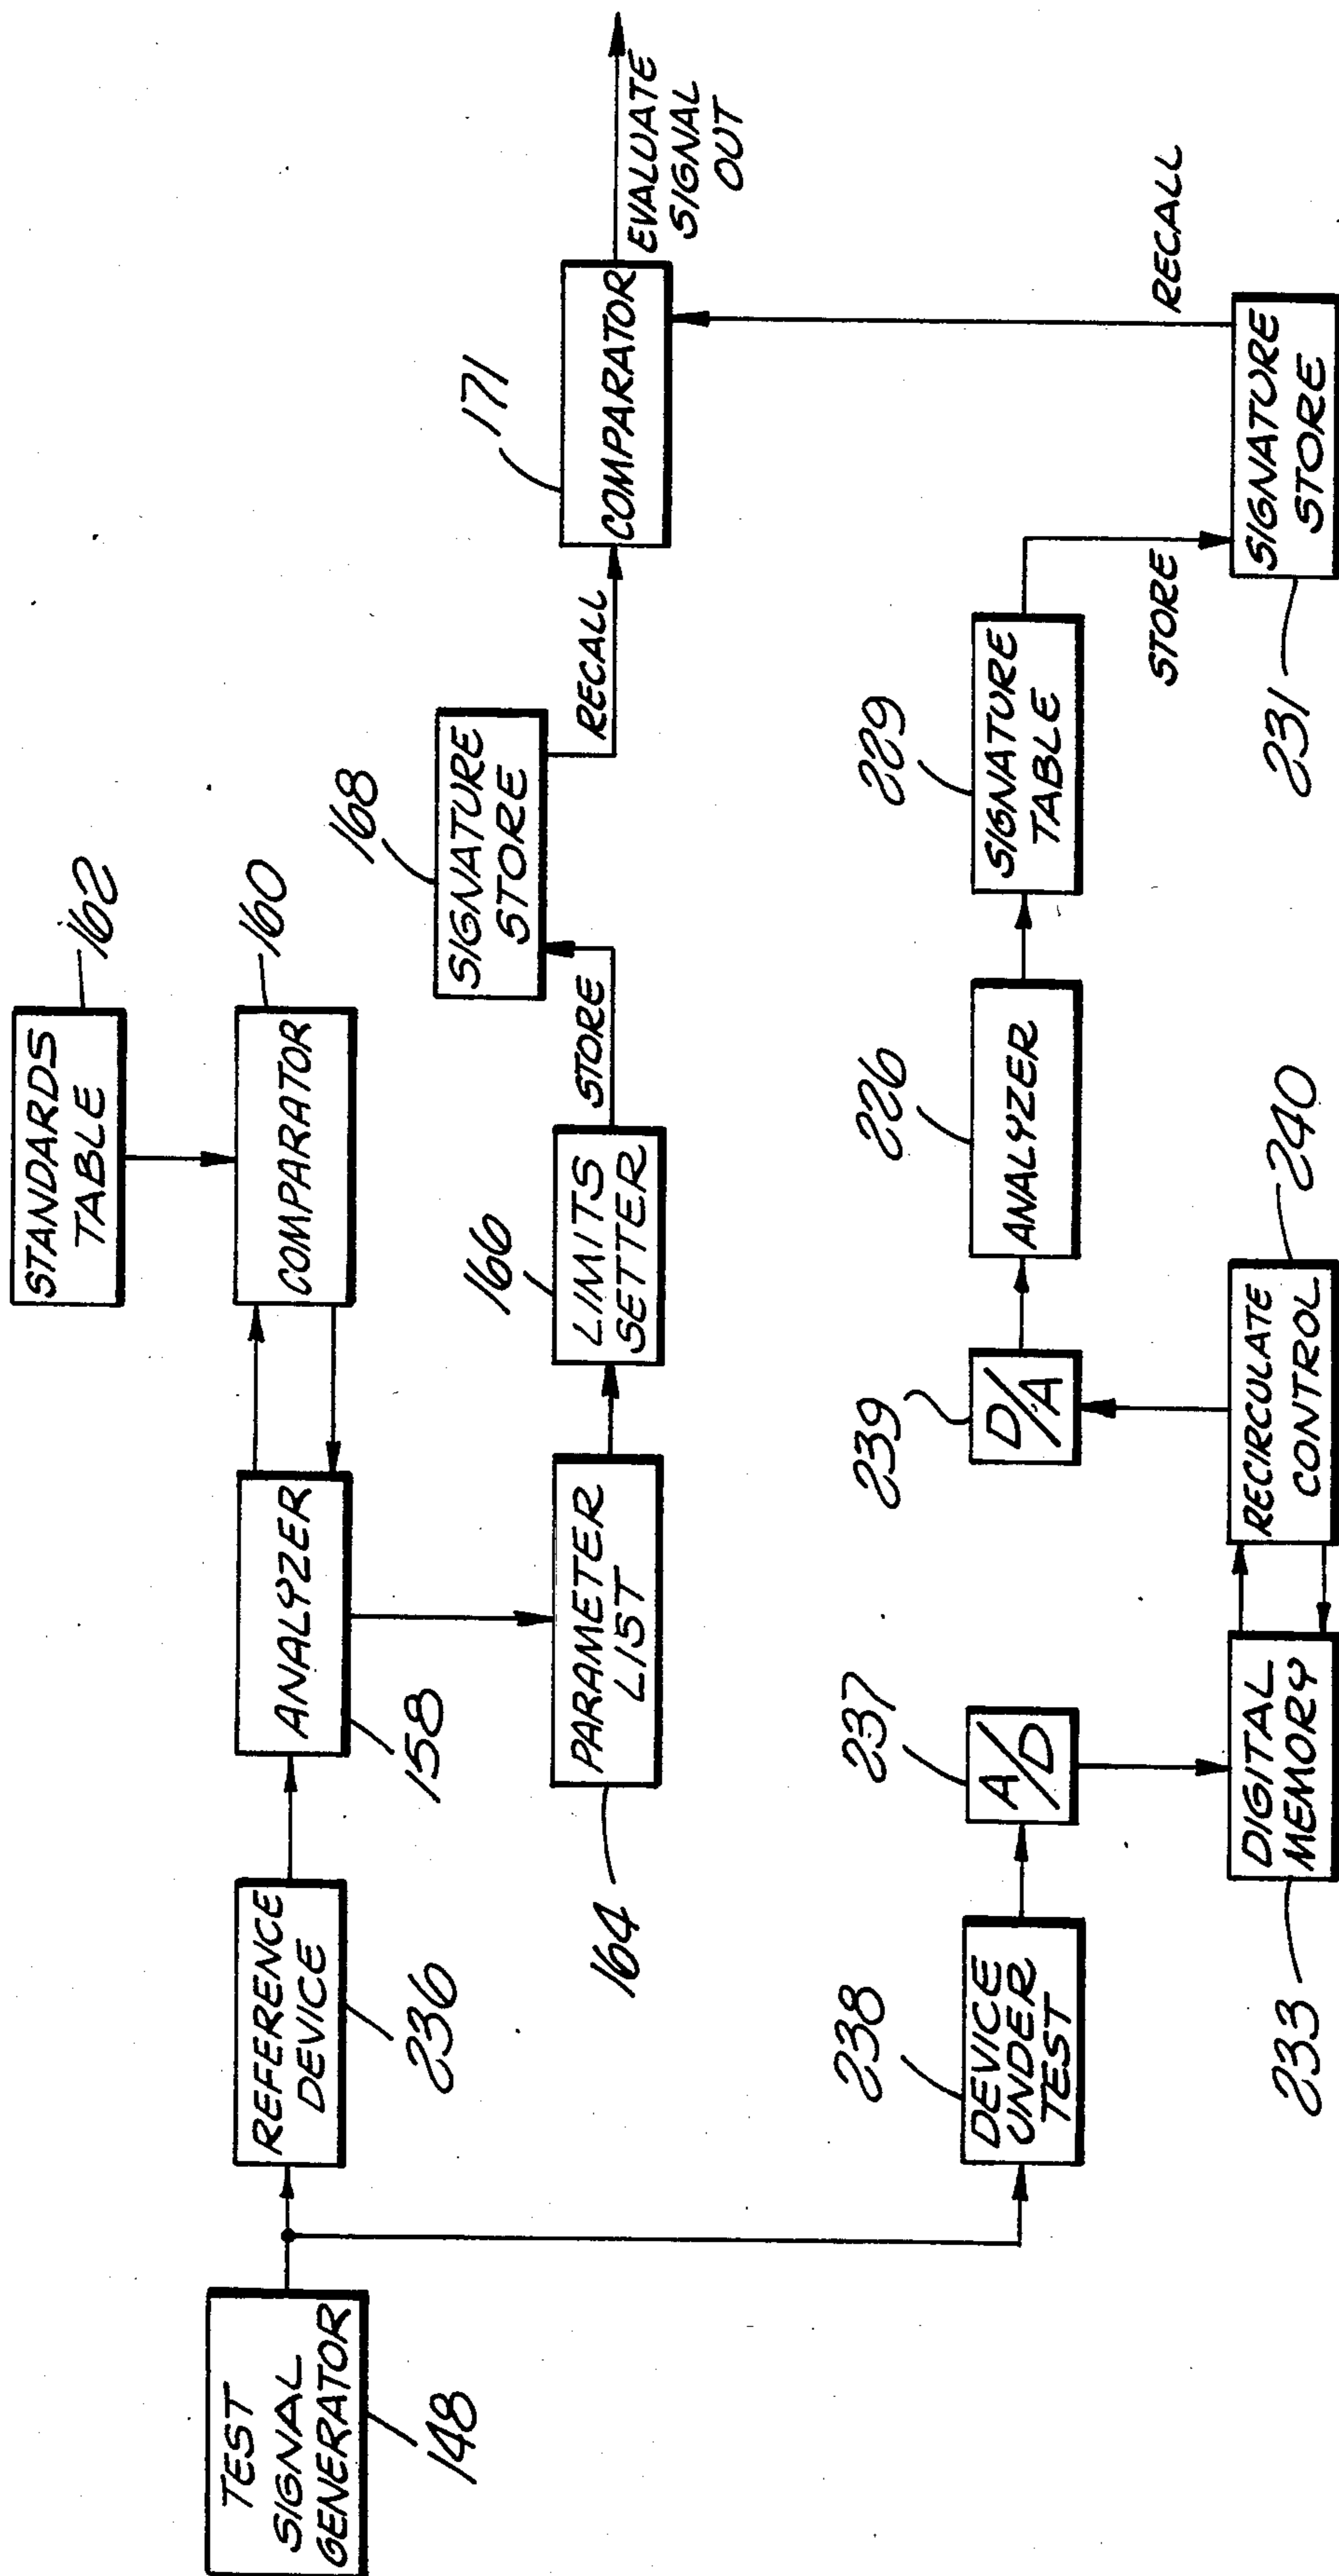 STANDARDS
TABLE
162
TEST
SIGNAL
GENERATOR
148
REFERENCE
DEVICE
236
ANALYZER
158
COMPARATOR
160
PARAMETER
LIST
164
LIMITS
SETTER
166
STORE
SIGNATURE
STORE
168
RECALL
COMPARATOR
171
EVALUATE
SIGNAL
OUT
DEVICE
UNDER
TEST
238
A/D
237
DIGITAL
MEMORY
233
RECIRCULATE
CONTROL
240
D/A
239
ANALYZER
226
SIGNATURE
TABLE
229
STORE
SIGNATURE
STORE
231
RECALL